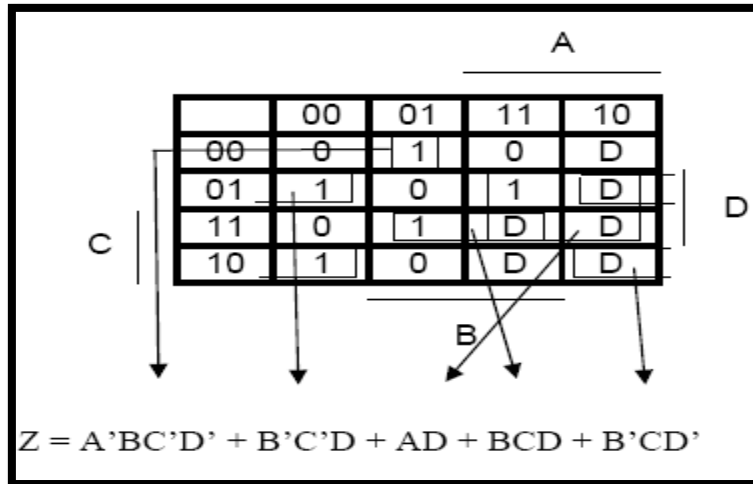 A
00 01 11 10
00 0 1 0 D
01 1 0 1 D
D
11 0 1 D D
C
10 1 0 D D
B
Z = A’BC’D’ + B’C’D + AD + BCD + B’CD’